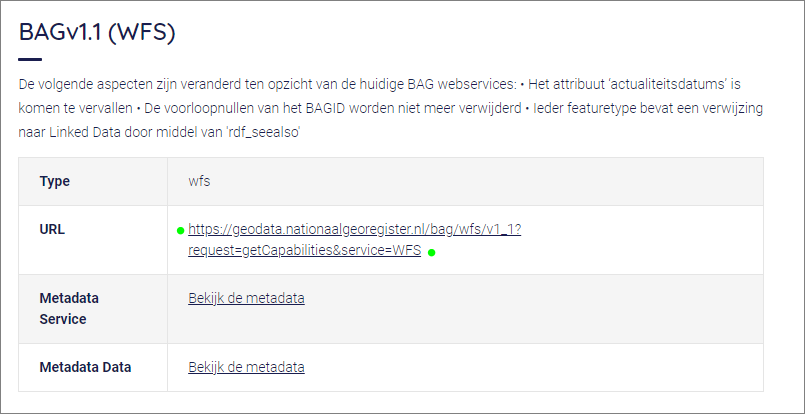 BAGv1.1 (WFS)
De volgende aspecten zijn veranderd ten opzicht van de huidige BAG webservices: • Het attribuut 'actualiteitsdatums' is
komen te vervallen • De voorloopnullen van het BAGID worden niet meer verwijderd • Ieder featuretype bevat een verwijzing
naar Linked Data door middel van 'rdf_seealso'
Type wfs
URL https://geodata.nationaalgeoregister.nl/bag/wfs/v1_1?
request=getCapabilities&service=WFS
Metadata Bekijk de metadata
Service
Metadata Data Bekijk de metadata